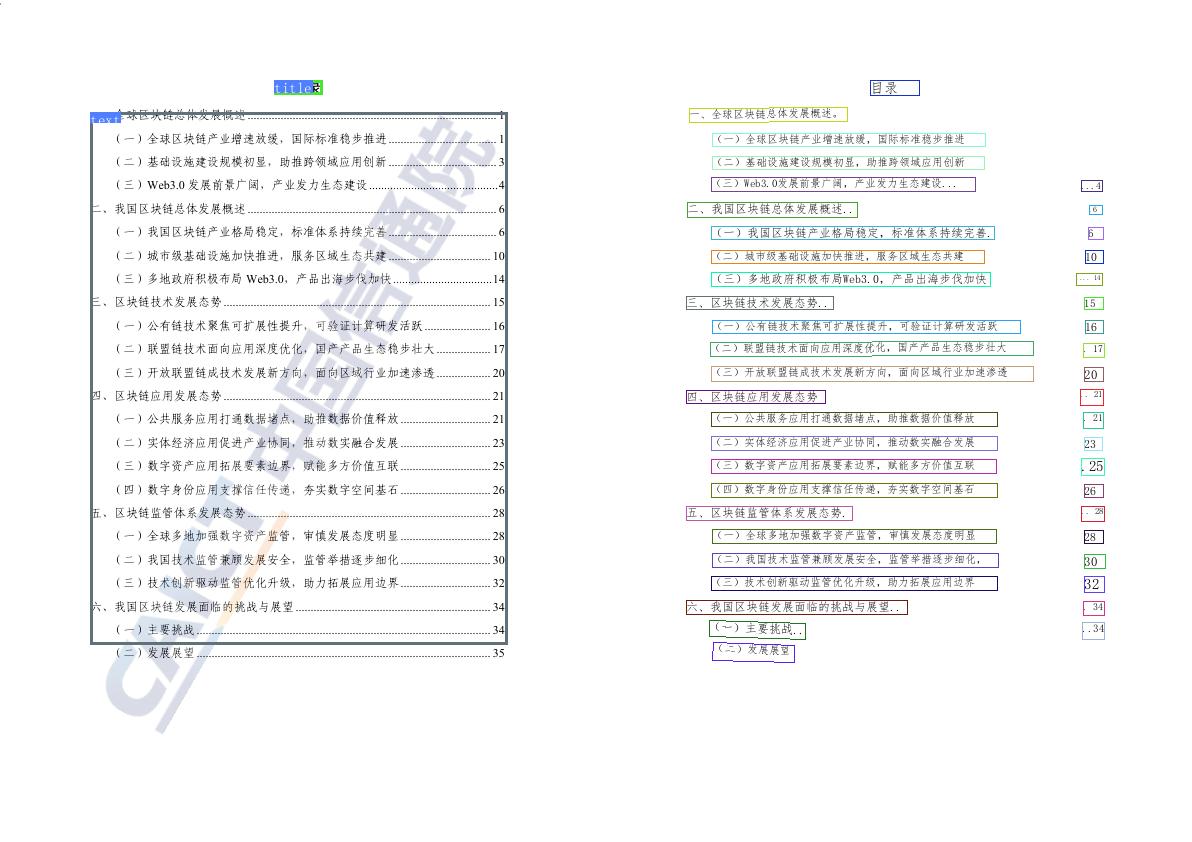 title录
text
全球区块链总体发展概述 1
（一）全球区块链产业增速放缓，国际标准稳步推进 1
（二）基础设施建设规模初显，助推跨领域应用创新 3
（三）Web3.0 发展前景广阔，产业发力生态建设 4
二、我国区块链总体发展概述 6
（一）我国区块链产业格局稳定，标准体系持续完善 6
（二）城市级基础设施加快推进，服务区域生态共建 10
（三）多地政府积极布局 Web3.0，产品出海步伐加快 14
三、区块链技术发展态势 15
（一）公有链技术聚焦可扩展性提升，可验证计算研发活跃 16
（二）联盟链技术面向应用深度优化，国产产品生态稳步壮大 17
（三）开放联盟链成技术发展新方向，面向区域行业加速渗透 20
四、区块链应用发展态势 21
（一）公共服务应用打通数据堵点，助推数据价值释放 21
（二）实体经济应用促进产业协同，推动数实融合发展 23
（三）数字资产应用拓展要素边界，赋能多方价值互联 25
（四）数字身份应用支撑信任传递，夯实数字空间基石 26
五、区块链监管体系发展态势 28
（一）全球多地加强数字资产监管，审慎发展态度明显 28
（二）我国技术监管兼顾发展安全，监管举措逐步细化 30
（三）技术创新驱动监管优化升级，助力拓展应用边界 32
六、我国区块链发展面临的挑战与展望 34
（一）主要挑战 34
（二）发展展望 35
CAICT 中国信通院
目录
一、全球区块链总体发展概述。
（一）全球区块链产业增速放缓，国际标准稳步推进
（二）基础设施建设规模初显，助推跨领域应用创新
（三）Web3.0发展前景广阔，产业发力生态建设... ...4
二、我国区块链总体发展概述.. 6
（一）我国区块链产业格局稳定，标准体系持续完善. 6
（二）城市级基础设施加快推进，服务区域生态共建 10
（三）多地政府积极布局Web3.0，产品出海步伐加快 ... 14
三、区块链技术发展态势.. 15
（一）公有链技术聚焦可扩展性提升，可验证计算研发活跃 16
（二）联盟链技术面向应用深度优化，国产产品生态稳步壮大 . 17
（三）开放联盟链成技术发展新方向，面向区域行业加速渗透 20
四、区块链应用发展态势 .. 21
（一）公共服务应用打通数据堵点，助推数据价值释放 . 21
（二）实体经济应用促进产业协同，推动数实融合发展 23
（三）数字资产应用拓展要素边界，赋能多方价值互联 .25
（四）数字身份应用支撑信任传递，夯实数字空间基石 26
五、区块链监管体系发展态势. .. 28
（一）全球多地加强数字资产监管，审慎发展态度明显 28
（二）我国技术监管兼顾发展安全，监管举措逐步细化， 30
（三）技术创新驱动监管优化升级，助力拓展应用边界 32
六、我国区块链发展面临的挑战与展望.. . 34
（一）主要挑战.. ..34
（二）发展展望